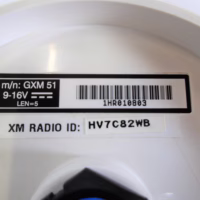 m/n: GXM 51
9-16V ⎓
LEN=5
1HR010803
XM RADIO ID: HV7C82WB